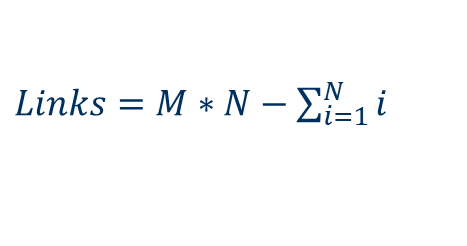 Links = M * N − ∑_{i=1}^{N} i